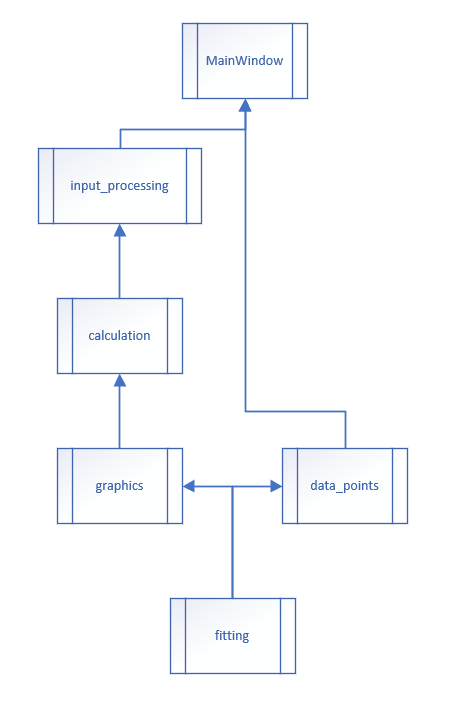 MainWindow
input_processing
calculation
graphics
data_points
fitting